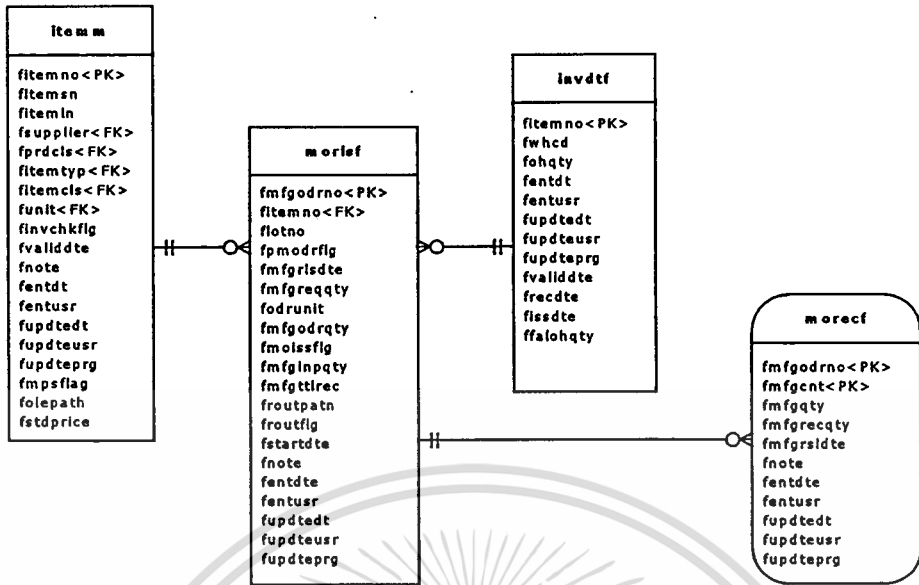 itemm
fitemno<PK>
fitemsn
fitemln
fsupplier<FK>
fprdcls<FK>
fitemtyp<FK>
fitemcls<FK>
funit<FK>
finvchkflg
fvaliddte
fnote
fentdt
fentusr
fupdtedt
fupdteusr
fupdteprg
fmpsflag
folepath
fstdprice
morlsf
fmfgodrno<PK>
fitemno<FK>
flotno
fpmodrflg
fmfgrlsdte
fmfgreqqty
fodrunit
fmfgodrqty
fmoissflg
fmfginpqty
fmfgttlrec
froutpatn
froutflg
fstartdte
fnote
fentdte
fentusr
fupdtedt
fupdteusr
fupdteprg
invdtf
fitemno<PK>
fwhcd
fohqty
fentdt
fentusr
fupdtedt
fupdteusr
fupdteprg
fvaliddte
frecdte
fissdte
ffalohqty
morecf
fmfgodrno<PK>
fmfgcnt<PK>
fmfgqty
fmfgrecqty
fmfgrsldte
fnote
fentdte
fentusr
fupdtedt
fupdteusr
fupdteprg